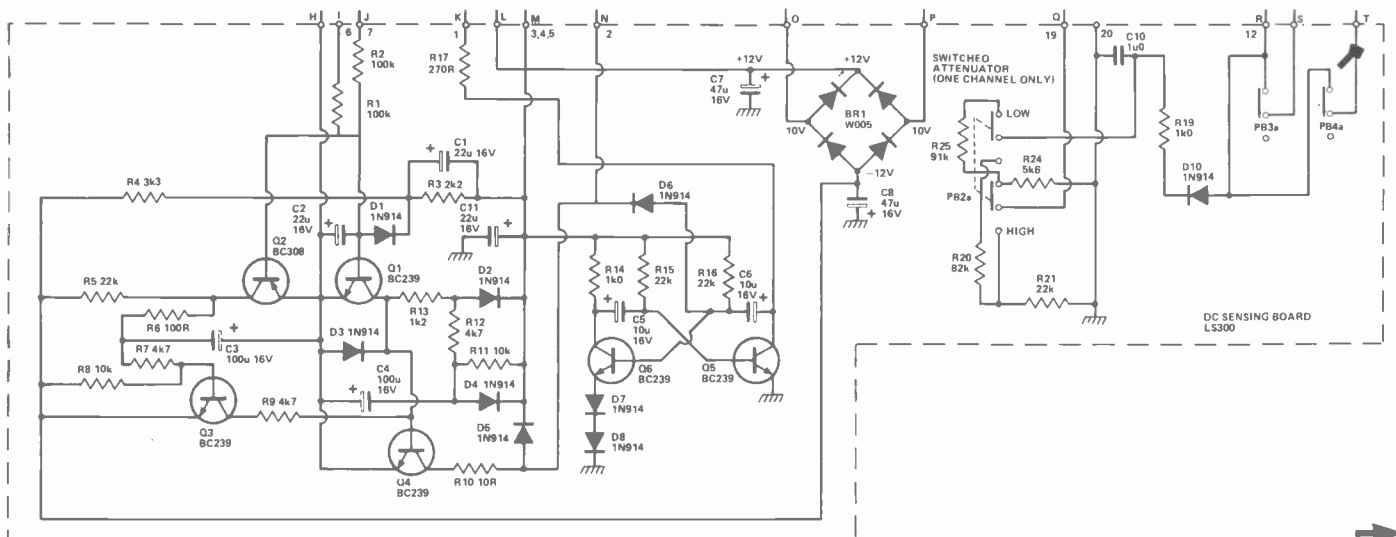 H I J K L M N O P Q R S T
6 7 1 3,4,5 2 19 20 12
R2
100k
R1
100k
R17
270R
+12V
+12V
C7
47u
16V
BR1
W005
10V
10V
-12V
C8
47u
16V
SWITCHED
ATTENUATOR
(ONE CHANNEL ONLY)
C10
1u0
LOW
R25
91k
R24
5k6
PB2a
HIGH
R20
82k
R21
22k
R19
1k0
D10
1N914
PB3a
PB4a
DC SENSING BOARD
LS300
C1
22u 16V
R4 3k3
R3 2k2
C2
22u
16V
D1
1N914
C11
22u
16V
D6
1N914
Q2
BC308
Q1
BC239
D2
1N914
R14
1k0
R15
22k
R16
22k
C6
10u
16V
R5 22k
R13
1k2
R6 100R
R12
4k7
C5
10u
16V
D3 1N914
C3
100u 16V
R7 4k7
R11 10k
R8 10k
C4
100u
16V
D4 1N914
Q6
BC239
Q5
BC239
R9 4k7
D7
1N914
Q3
BC239
D5
1N914
D8
1N914
Q4
BC239
R10 10R